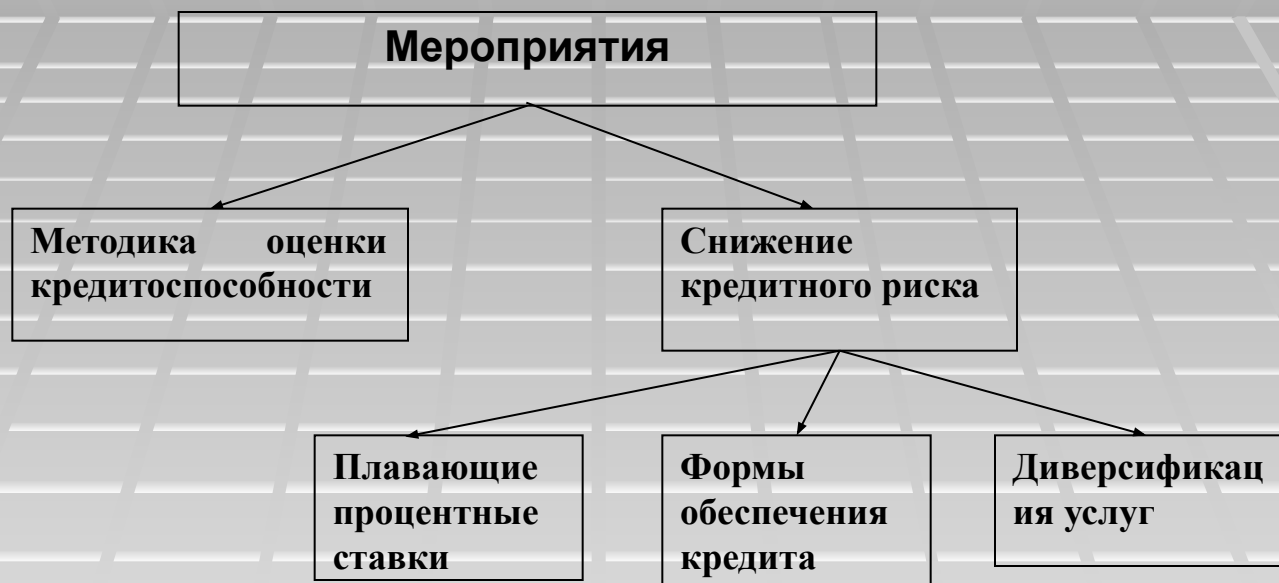 Мероприятия
Методика оценки
кредитоспособности
Снижение
кредитного риска
Плавающие
процентные
ставки
Формы
обеспечения
кредита
Диверсификац
ия услуг